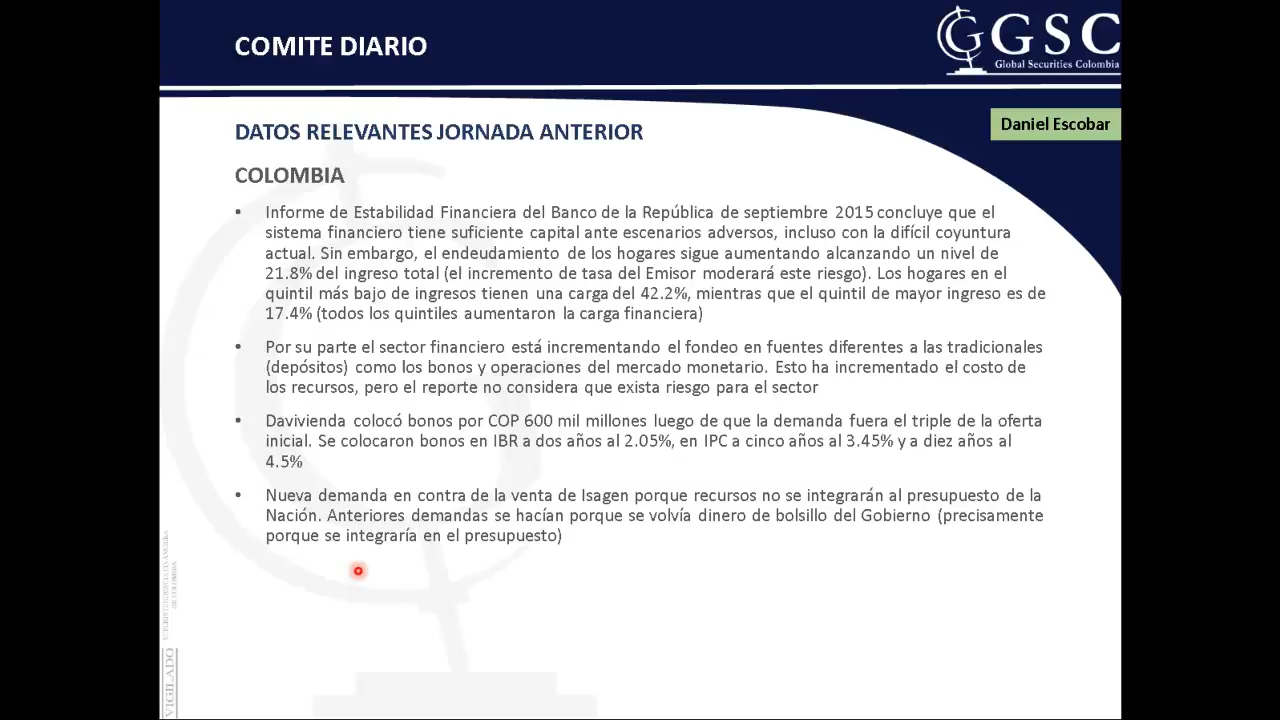 COMITE DIARIO
GGSC
Global Securities Colombia
Daniel Escobar
DATOS RELEVANTES JORNADA ANTERIOR
COLOMBIA
• Informe de Estabilidad Financiera del Banco de la República de septiembre 2015 concluye que el
sistema financiero tiene suficiente capital ante escenarios adversos, incluso con la difícil coyuntura
actual. Sin embargo, el endeudamiento de los hogares sigue aumentando alcanzando un nivel de
21.8% del ingreso total (el incremento de tasa del Emisor moderará este riesgo). Los hogares en el
quintil más bajo de ingresos tienen una carga del 42.2%, mientras que el quintil de mayor ingreso es de
17.4% (todos los quintiles aumentaron la carga financiera)
• Por su parte el sector financiero está incrementando el fondeo en fuentes diferentes a las tradicionales
(depósitos) como los bonos y operaciones del mercado monetario. Esto ha incrementado el costo de
los recursos, pero el reporte no considera que exista riesgo para el sector
• Davivienda colocó bonos por COP 600 mil millones luego de que la demanda fuera el triple de la oferta
inicial. Se colocaron bonos en IBR a dos años al 2.05%, en IPC a cinco años al 3.45% y a diez años al
4.5%
• Nueva demanda en contra de la venta de Isagen porque recursos no se integrarán al presupuesto de la
Nación. Anteriores demandas se hacían porque se volvía dinero de bolsillo del Gobierno (precisamente
porque se integraría en el presupuesto)
VIGILADO